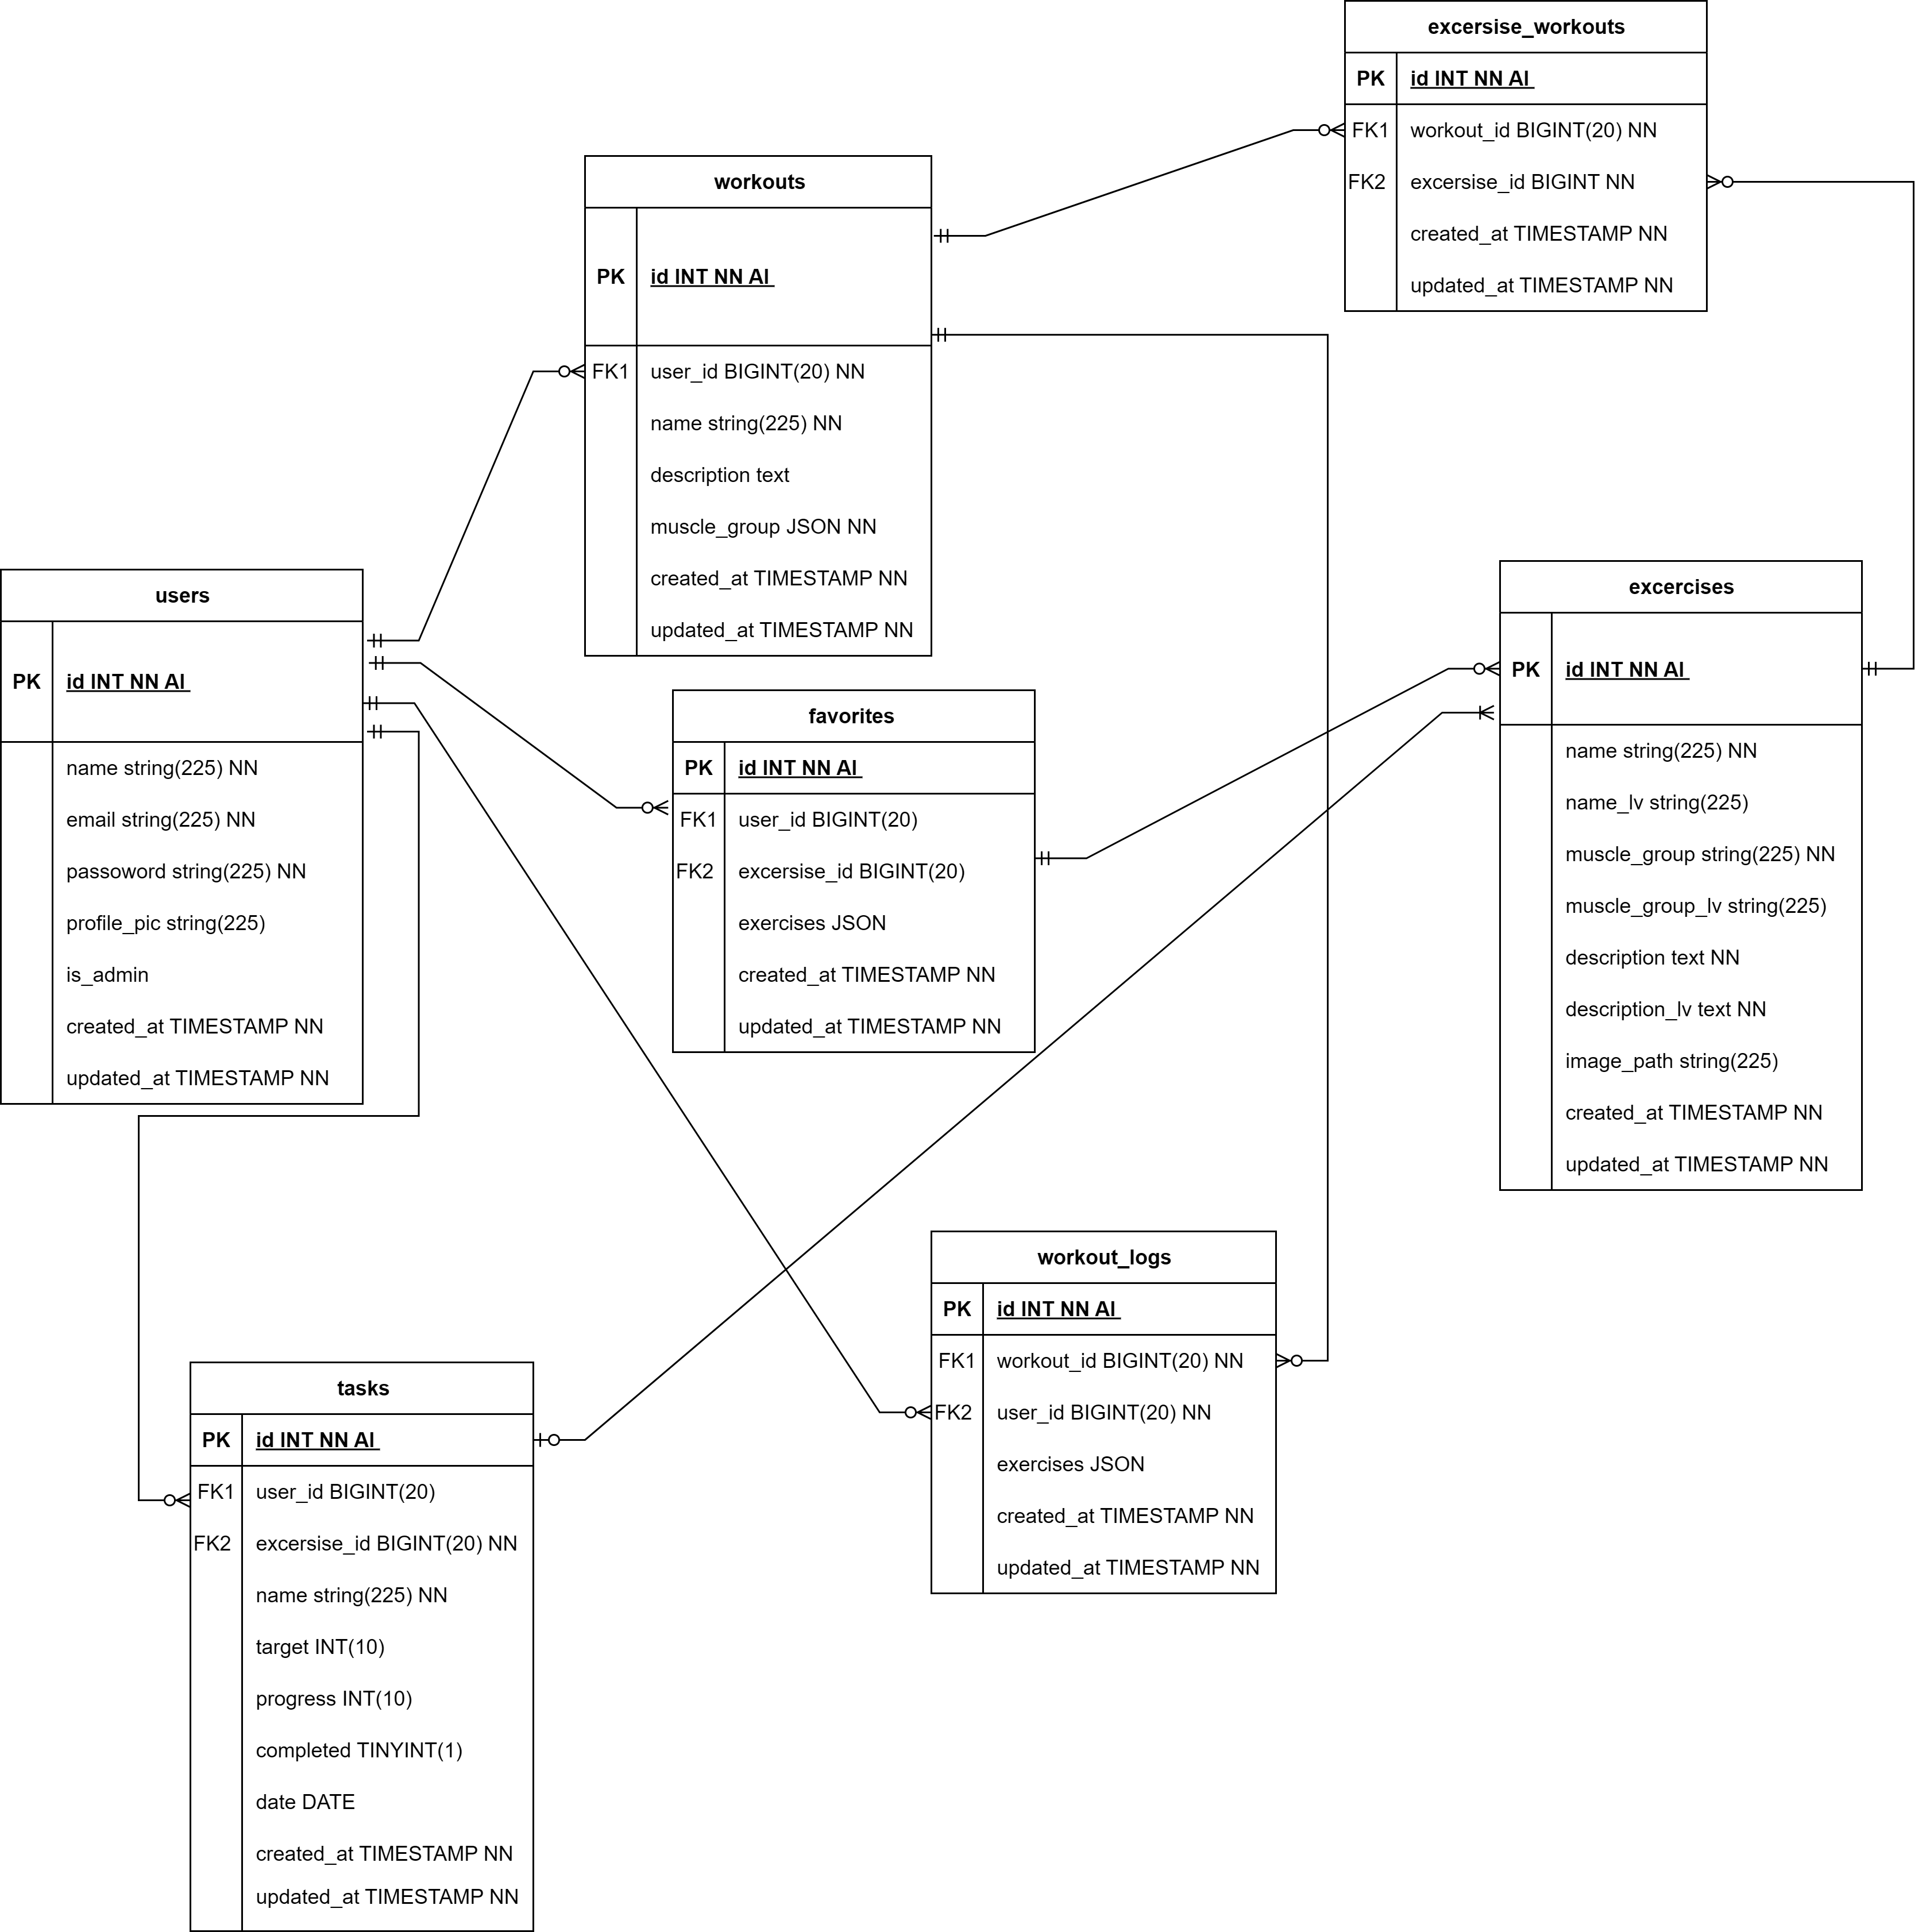 excersise_workouts
PK id INT NN AI
FK1 workout_id BIGINT(20) NN
FK2 excersise_id BIGINT NN
created_at TIMESTAMP NN
updated_at TIMESTAMP NN
workouts
PK id INT NN AI
FK1 user_id BIGINT(20) NN
name string(225) NN
description text
muscle_group JSON NN
created_at TIMESTAMP NN
updated_at TIMESTAMP NN
users
PK id INT NN AI
name string(225) NN
email string(225) NN
passoword string(225) NN
profile_pic string(225)
is_admin
created_at TIMESTAMP NN
updated_at TIMESTAMP NN
favorites
PK id INT NN AI
FK1 user_id BIGINT(20)
FK2 excersise_id BIGINT(20)
exercises JSON
created_at TIMESTAMP NN
updated_at TIMESTAMP NN
excercises
PK id INT NN AI
name string(225) NN
name_lv string(225)
muscle_group string(225) NN
muscle_group_lv string(225)
description text NN
description_lv text NN
image_path string(225)
created_at TIMESTAMP NN
updated_at TIMESTAMP NN
workout_logs
PK id INT NN AI
FK1 workout_id BIGINT(20) NN
FK2 user_id BIGINT(20) NN
exercises JSON
created_at TIMESTAMP NN
updated_at TIMESTAMP NN
tasks
PK id INT NN AI
FK1 user_id BIGINT(20)
FK2 excersise_id BIGINT(20) NN
name string(225) NN
target INT(10)
progress INT(10)
completed TINYINT(1)
date DATE
created_at TIMESTAMP NN
updated_at TIMESTAMP NN